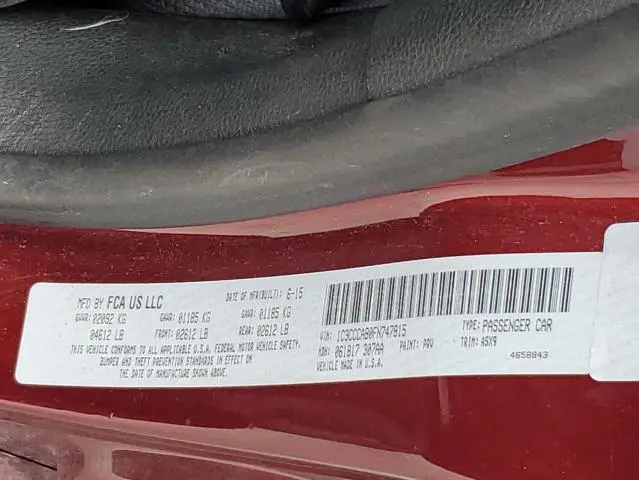 MFD BY FCA US LLC DATE OF MFR(BUILT): 6-15
GVWR: 02092 KG GAWR: 01185 KG GAWR: 01185 KG
04612 LB FRONT: 02612 LB REAR: 02612 LB
THIS VEHICLE CONFORMS TO ALL APPLICABLE U.S.A. FEDERAL MOTOR VEHICLE SAFETY,
BUMPER AND THEFT PREVENTION STANDARDS IN EFFECT ON
THE DATE OF MANUFACTURE SHOWN ABOVE.
VIN: 1C3CCCAB0FN747815 TYPE: PASSENGER CAR
MDH: 061817 307AA PAINT: PRV TRIM: A5X9
VEHICLE MADE IN U.S.A. 4658843